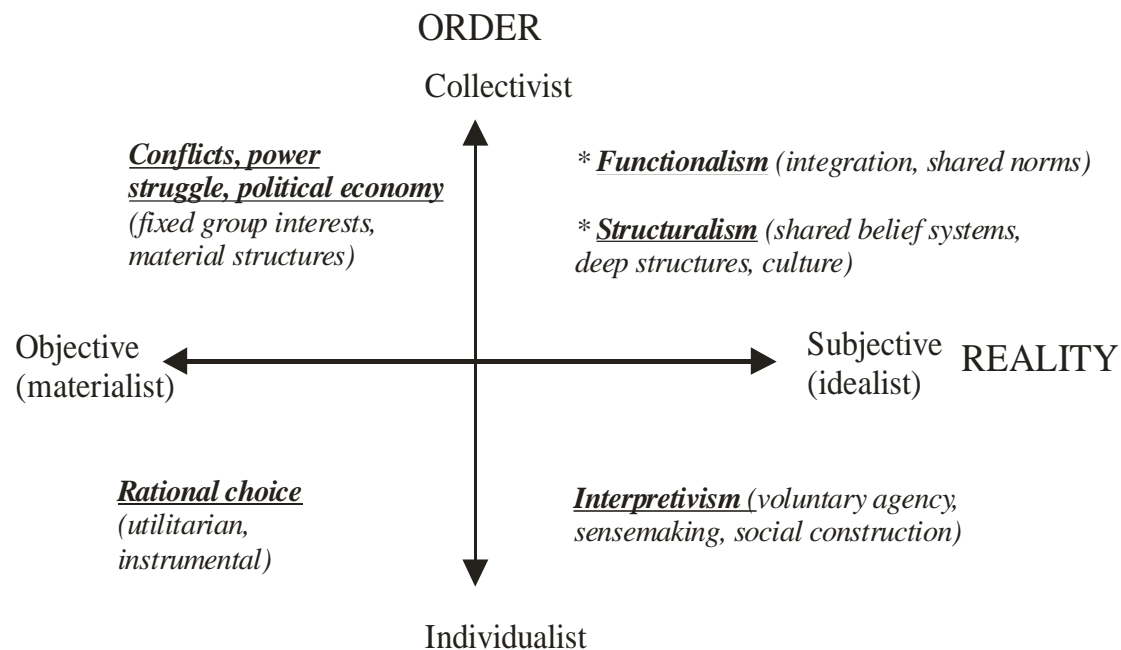 ORDER
Collectivist
Conflicts, power
struggle, political economy
(fixed group interests,
material structures)
* Functionalism (integration, shared norms)
* Structuralism (shared belief systems,
deep structures, culture)
Objective
(materialist)
Subjective
(idealist)
REALITY
Rational choice
(utilitarian,
instrumental)
Interpretivism (voluntary agency,
sensemaking, social construction)
Individualist